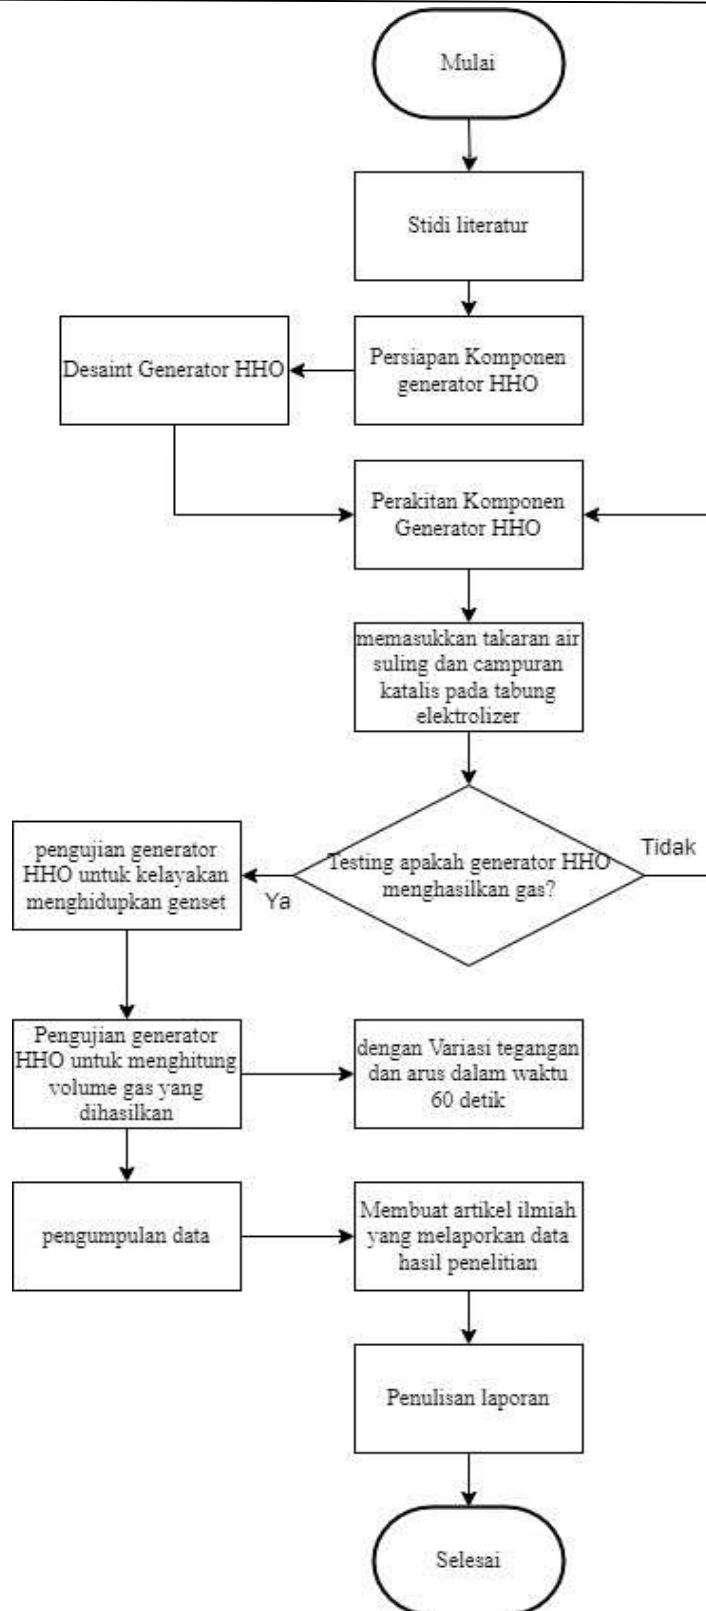 Mulai
Stidi literatur
Persiapan Komponen
generator HHO
Desaint Generator HHO
Perakitan Komponen
Generator HHO
memasukkan takaran air
suling dan campuran
katalis pada tabung
elektrolizer
Testing apakah generator HHO
menghasilkan gas?
Tidak
Ya
pengujian generator
HHO untuk kelayakan
menghidupkan genset
Pengujian generator
HHO untuk menghitung
volume gas yang
dihasilkan
dengan Variasi tegangan
dan arus dalam waktu
60 detik
pengumpulan data
Membuat artikel ilmiah
yang melaporkan data
hasil penelitian
Penulisan laporan
Selesai